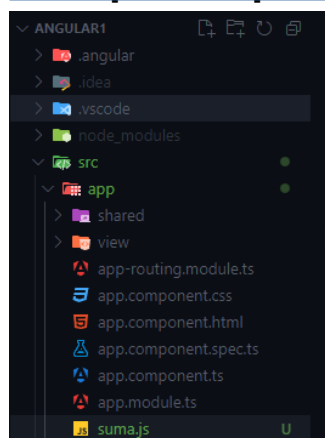 ANGULAR1
.angular
.idea
.vscode
node_modules
src
app
shared
view
app-routing.module.ts
app.component.css
app.component.html
app.component.spec.ts
app.component.ts
app.module.ts
suma.js U